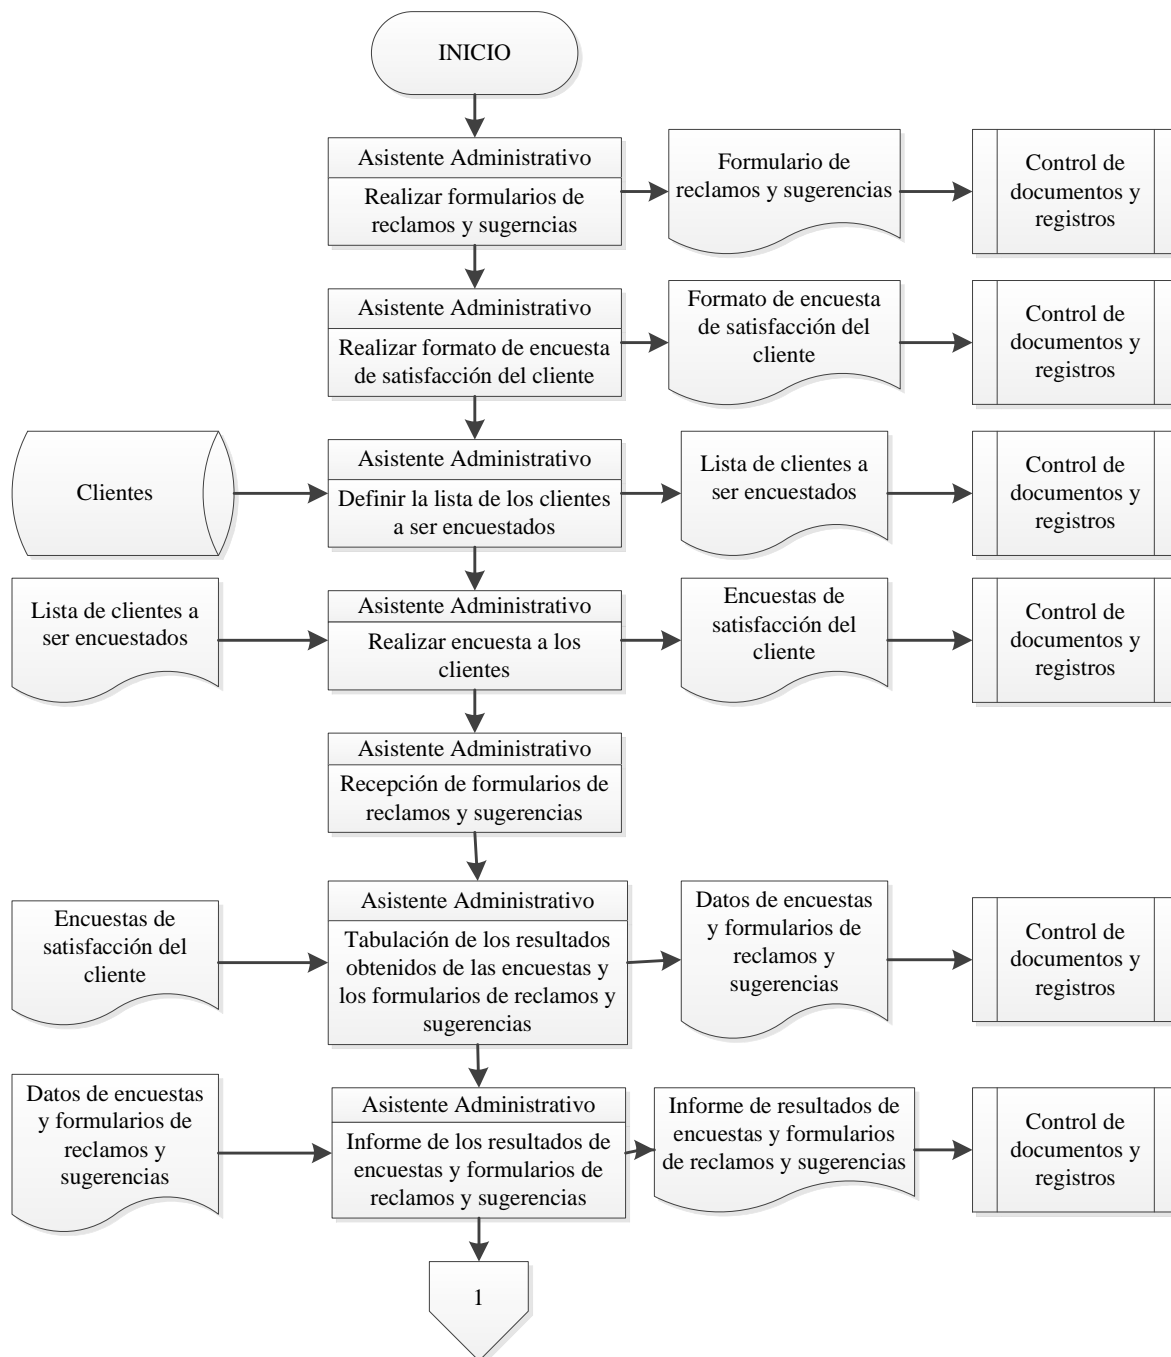 INICIO
Asistente Administrativo
Realizar formularios de
reclamos y sugerncias
Formulario de
reclamos y sugerencias
Control de
documentos y
registros
Asistente Administrativo
Realizar formato de encuesta
de satisfacción del cliente
Formato de encuesta
de satisfacción del
cliente
Control de
documentos y
registros
Clientes
Asistente Administrativo
Definir la lista de los clientes
a ser encuestados
Lista de clientes a
ser encuestados
Control de
documentos y
registros
Lista de clientes a
ser encuestados
Asistente Administrativo
Realizar encuesta a los
clientes
Encuestas de
satisfacción del
cliente
Control de
documentos y
registros
Asistente Administrativo
Recepción de formularios de
reclamos y sugerencias
Encuestas de
satisfacción del
cliente
Asistente Administrativo
Tabulación de los resultados
obtenidos de las encuestas y
los formularios de reclamos y
sugerencias
Datos de encuestas
y formularios de
reclamos y
sugerencias
Control de
documentos y
registros
Datos de encuestas
y formularios de
reclamos y
sugerencias
Asistente Administrativo
Informe de los resultados de
encuestas y formularios de
reclamos y sugerencias
Informe de resultados de
encuestas y formularios
de reclamos y sugerencias
Control de
documentos y
registros
1